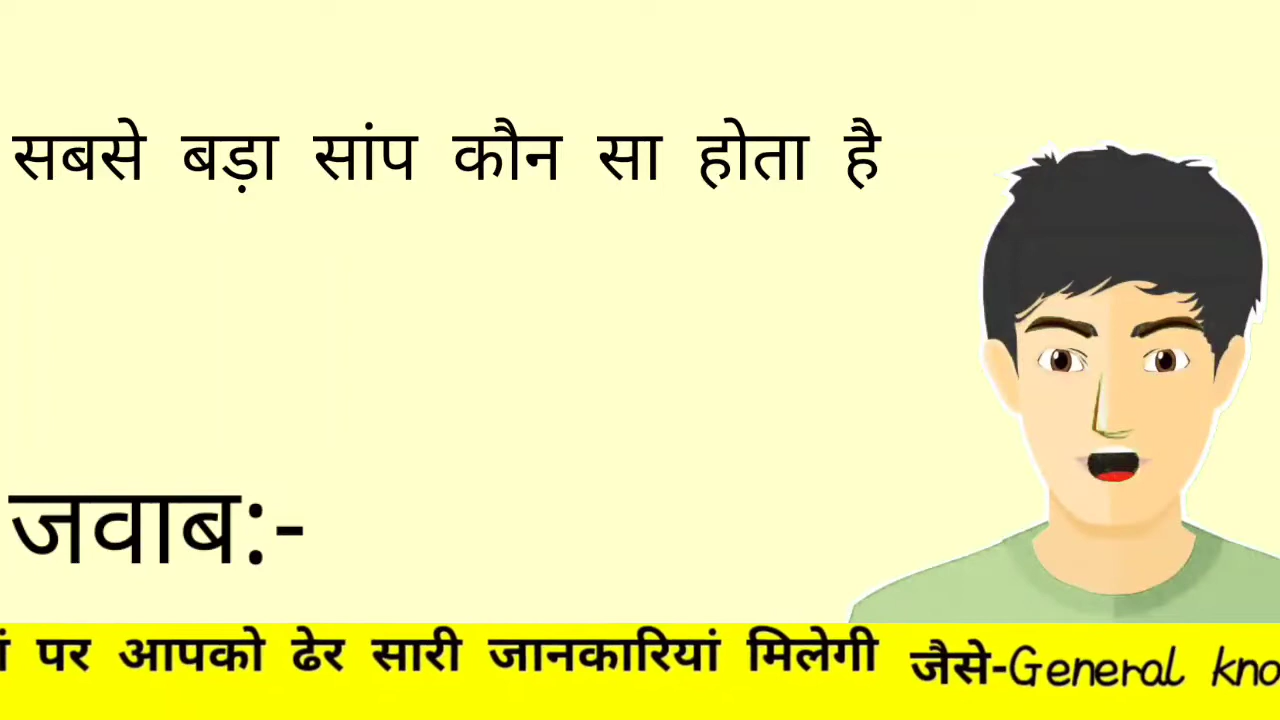 सबसे बड़ा सांप कौन सा होता है
जवाब:-
पर आपको ढेर सारी जानकारियां मिलेगी जैसे-General